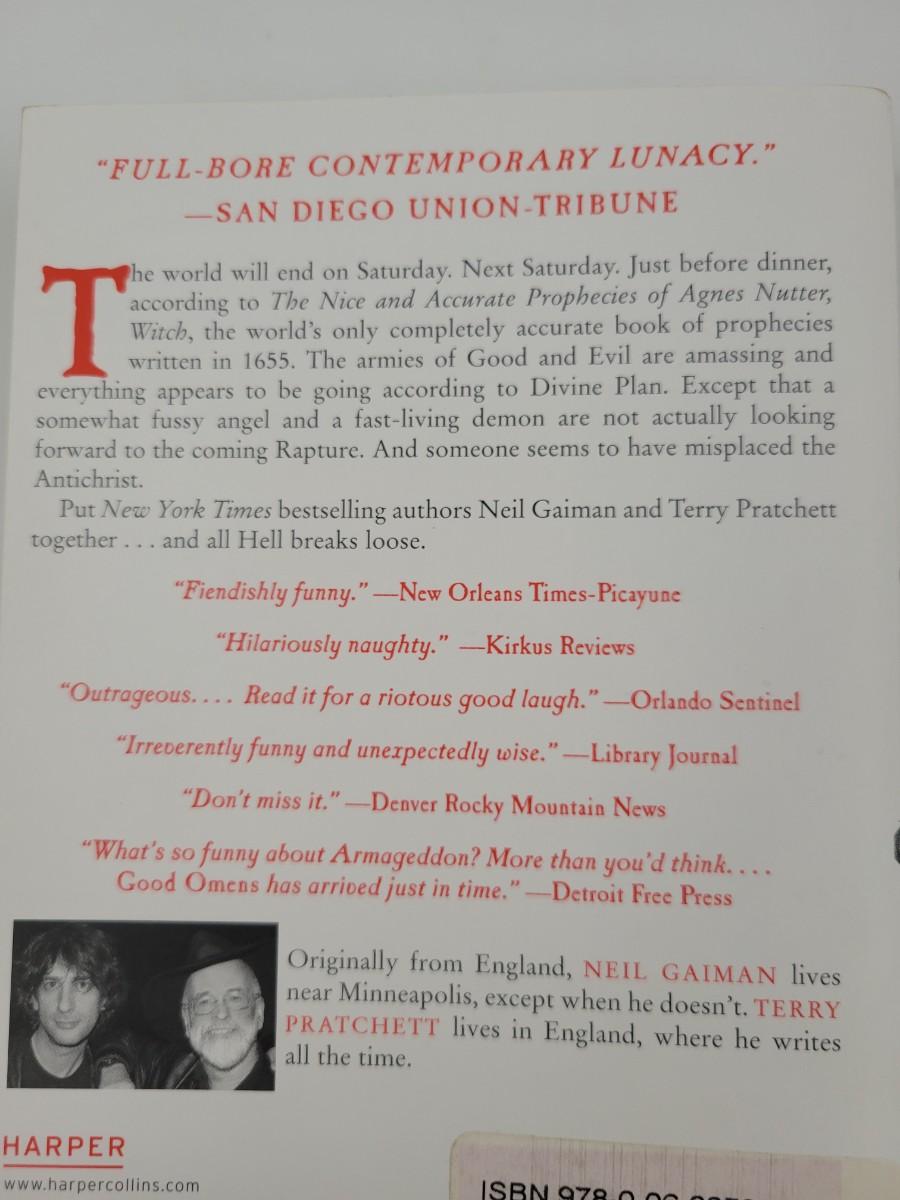 “FULL-BORE CONTEMPORARY LUNACY.”
—SAN DIEGO UNION-TRIBUNE
The world will end on Saturday. Next Saturday. Just before dinner,
according to The Nice and Accurate Prophecies of Agnes Nutter,
Witch, the world’s only completely accurate book of prophecies
written in 1655. The armies of Good and Evil are amassing and
everything appears to be going according to Divine Plan. Except that a
somewhat fussy angel and a fast-living demon are not actually looking
forward to the coming Rapture. And someone seems to have misplaced the
Antichrist.
Put New York Times bestselling authors Neil Gaiman and Terry Pratchett
together . . . and all Hell breaks loose.
“Fiendishly funny.” —New Orleans Times-Picayune
“Hilariously naughty.” —Kirkus Reviews
“Outrageous. . . . Read it for a riotous good laugh.” —Orlando Sentinel
“Irreverently funny and unexpectedly wise.” —Library Journal
“Don’t miss it.” —Denver Rocky Mountain News
“What’s so funny about Armageddon? More than you’d think. . . .
Good Omens has arrived just in time.” —Detroit Free Press
Originally from England, NEIL GAIMAN lives
near Minneapolis, except when he doesn’t. TERRY
PRATCHETT lives in England, where he writes
all the time.
HARPER
www.harpercollins.com
ISBN 978-0-06